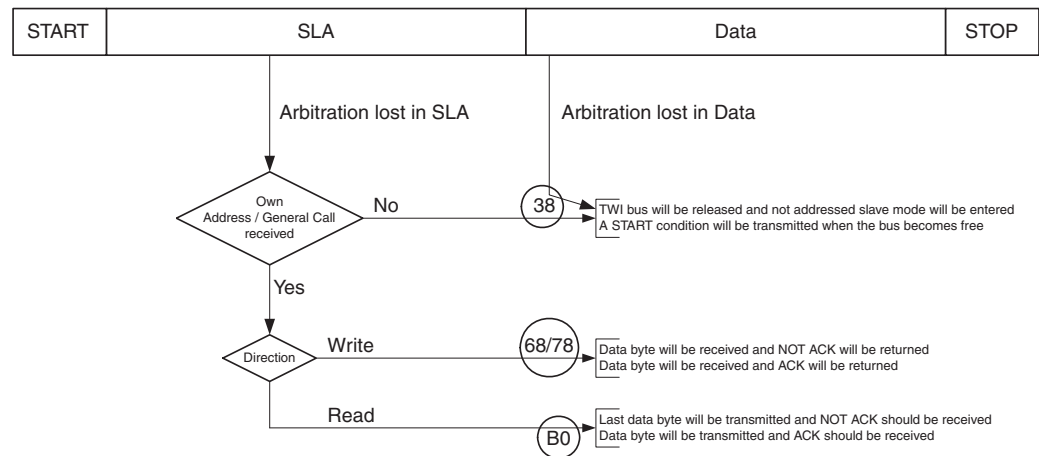 START SLA Data STOP
Arbitration lost in SLA Arbitration lost in Data
Own
Address / General Call
received
No
38
TWI bus will be released and not addressed slave mode will be entered
A START condition will be transmitted when the bus becomes free
Yes
Direction
Write
68/78
Data byte will be received and NOT ACK will be returned
Data byte will be received and ACK will be returned
Read
B0
Last data byte will be transmitted and NOT ACK should be received
Data byte will be transmitted and ACK should be received